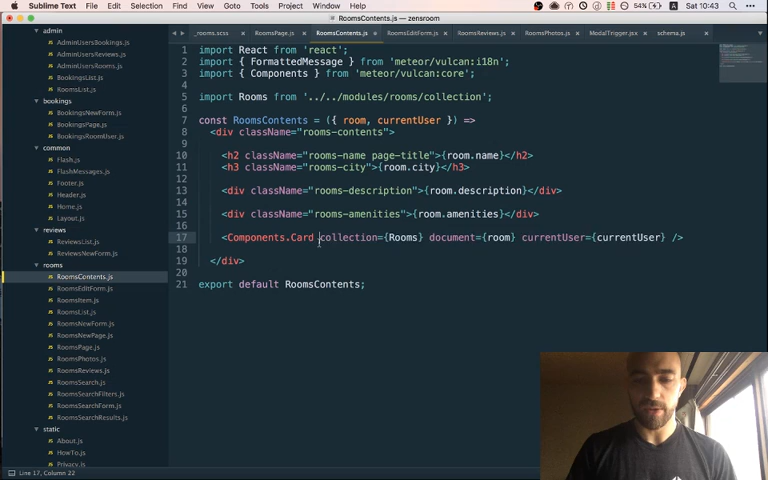 Sublime Text File Edit Selection Find View Goto Tools Project Window Help 54% A Sat 10:43
RoomsContents.js — zensroom
_rooms.scss RoomsPage.js RoomsContents.js RoomsEditForm.js RoomsReviews.js RoomsPhotos.js ModalTrigger.jsx schema.js
admin
AdminUsersBookings.js
AdminUsersReviews.js
AdminUsersRooms.js
BookingsList.js
RoomsList.js
bookings
BookingsNewForm.js
BookingsPage.js
BookingsRoomUser.js
common
Flash.js
FlashMessages.js
Footer.js
Header.js
Home.js
Layout.js
reviews
ReviewsList.js
ReviewsNewForm.js
rooms
RoomsContents.js
RoomsEditForm.js
RoomsItem.js
RoomsList.js
RoomsNewForm.js
RoomsNewPage.js
RoomsPage.js
RoomsPhotos.js
RoomsReviews.js
RoomsSearch.js
RoomsSearchFilters.js
RoomsSearchForm.js
RoomsSearchResults.js
static
About.js
HowTo.js
Privacy.js
1 import React from 'react';
2 import { FormattedMessage } from 'meteor/vulcan:i18n';
3 import { Components } from 'meteor/vulcan:core';
4
5 import Rooms from '../../modules/rooms/collection';
6
7 const RoomsContents = ({ room, currentUser }) =>
8 <div className="rooms-contents">
9
10 <h2 className="rooms-name page-title">{room.name}</h2>
11 <h3 className="rooms-city">{room.city}</h3>
12
13 <div className="rooms-description">{room.description}</div>
14
15 <div className="rooms-amenities">{room.amenities}</div>
16
17 <Components.Card collection={Rooms} document={room} currentUser={currentUser} />
18
19 </div>
20
21 export default RoomsContents;
Line 17, Column 22